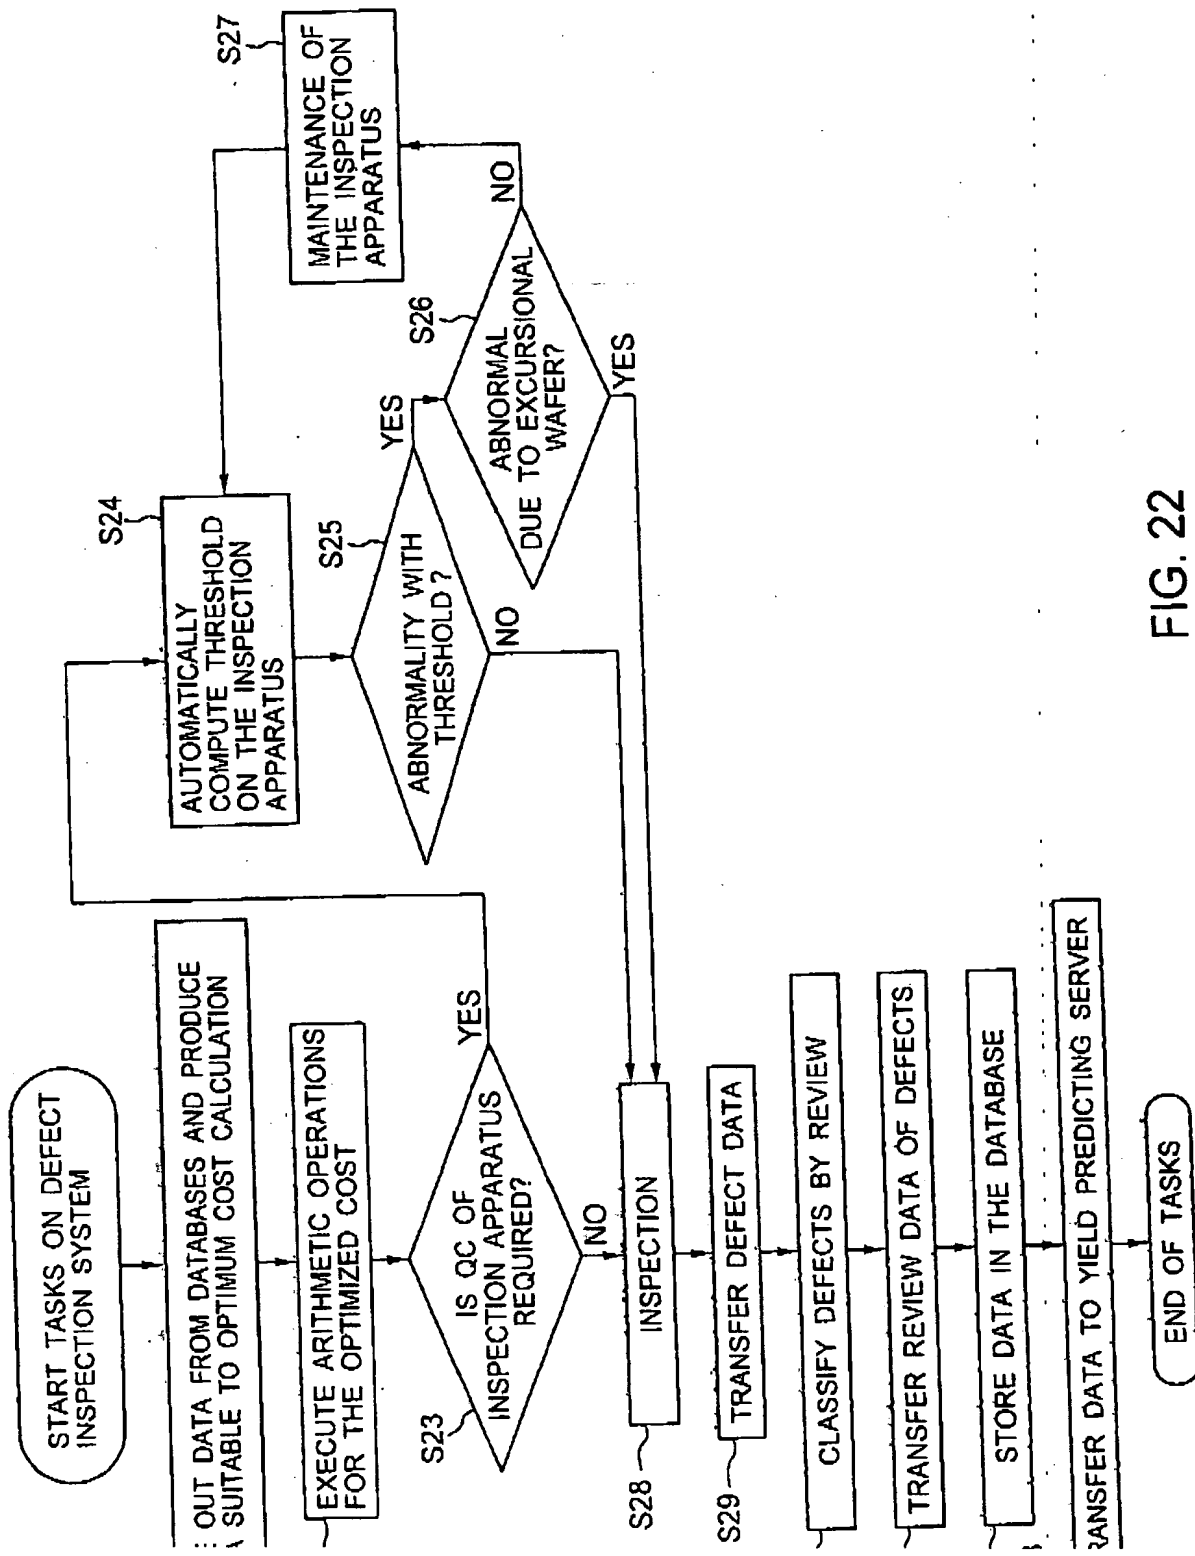 START TASKS ON DEFECT
INSPECTION SYSTEM
OUT DATA FROM DATABASES AND PRODUCE
SUITABLE TO OPTIMUM COST CALCULATION
EXECUTE ARITHMETIC OPERATIONS
FOR THE OPTIMIZED COST
S23
IS QC OF
INSPECTION APPARATUS
REQUIRED?
YES
NO
S24
AUTOMATICALLY
COMPUTE THRESHOLD
ON THE INSPECTION
APPARATUS
S25
ABNORMALITY WITH
THRESHOLD?
YES
NO
S26
ABNORMAL
DUE TO EXCURSIONAL
WAFER?
NO
YES
S27
MAINTENANCE OF
THE INSPECTION
APPARATUS
S28
INSPECTION
S29
TRANSFER DEFECT DATA
CLASSIFY DEFECTS BY REVIEW
TRANSFER REVIEW DATA OF DEFECTS
STORE DATA IN THE DATABASE
RANSFER DATA TO YIELD PREDICTING SERVER
END OF TASKS
FIG. 22